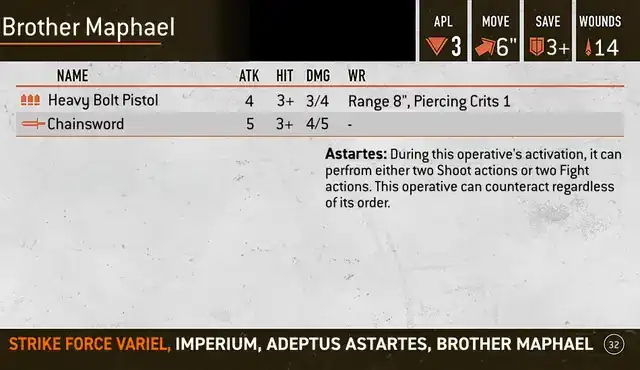 Brother Maphael
APL MOVE SAVE WOUNDS
3 6" 3+ 14
NAME ATK HIT DMG WR
Heavy Bolt Pistol 4 3+ 3/4 Range 8", Piercing Crits 1
Chainsword 5 3+ 4/5 -
Astartes: During this operative's activation, it can
perfrom either two Shoot actions or two Fight
actions. This operative can counteract regardless
of its order.
STRIKE FORCE VARIEL, IMPERIUM, ADEPTUS ASTARTES, BROTHER MAPHAEL 32